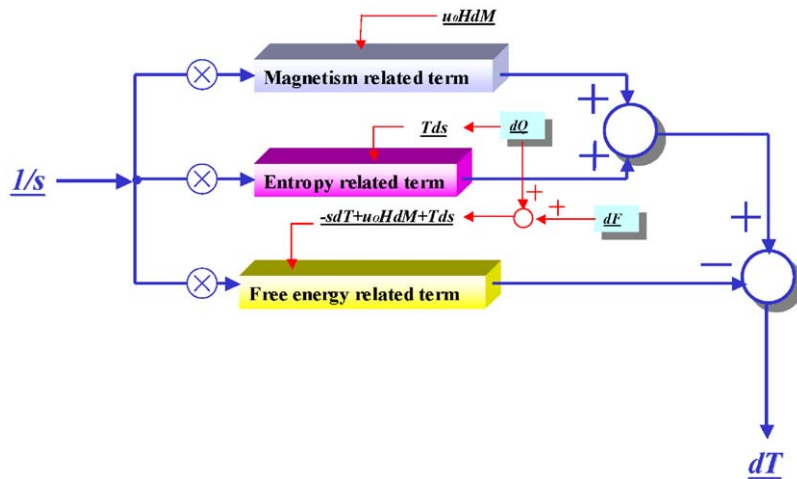 u₀HdM
Magnetism related term
+
Tds
dQ
+
1/s
Entropy related term
+
+
-sdT+u₀HdM+Tds
+
dF
−
Free energy related term
dT